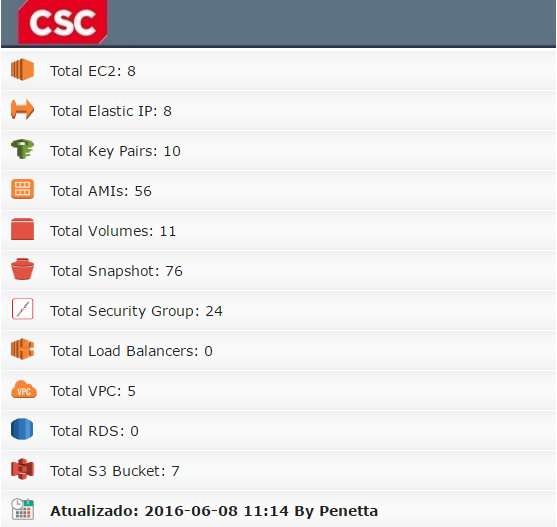 CSC
Total EC2: 8
Total Elastic IP: 8
Total Key Pairs: 10
Total AMIs: 56
Total Volumes: 11
Total Snapshot: 76
Total Security Group: 24
Total Load Balancers: 0
VPC Total VPC: 5
Total RDS: 0
Total S3 Bucket: 7
Atualizado: 2016-06-08 11:14 By Penetta